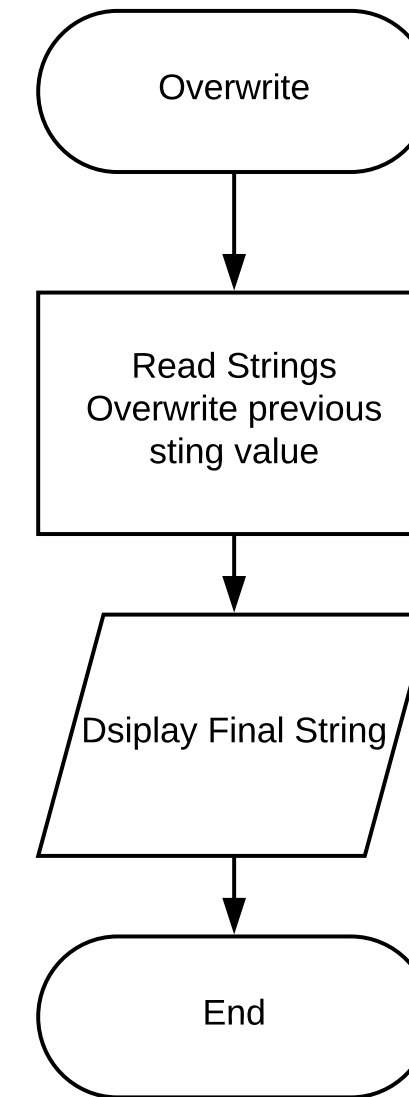 Overwrite
Read Strings
Overwrite previous
sting value
Dsiplay Final String
End